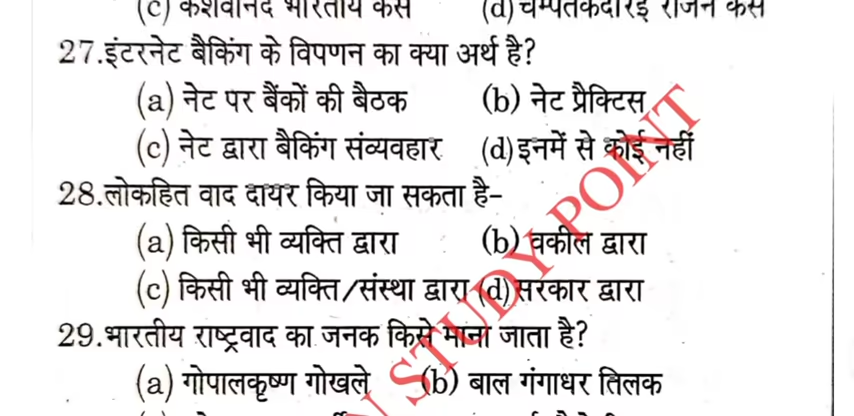 (c) केशवानंद भारतीय केस (d) चम्पतकदोरई राजन केस
27.इंटरनेट बैकिंग के विपणन का क्या अर्थ है?
(a) नेट पर बैंकों की बैठक (b) नेट प्रैक्टिस
(c) नेट द्वारा बैकिंग संव्यवहार (d) इनमें से कोई नहीं
28.लोकहित वाद दायर किया जा सकता है-
(a) किसी भी व्यक्ति द्वारा (b) वकील द्वारा
(c) किसी भी व्यक्ति/संस्था द्वारा (d) सरकार द्वारा
29.भारतीय राष्ट्रवाद का जनक किसे माना जाता है?
(a) गोपालकृष्ण गोखले (b) बाल गंगाधर तिलक
STUDY POINT